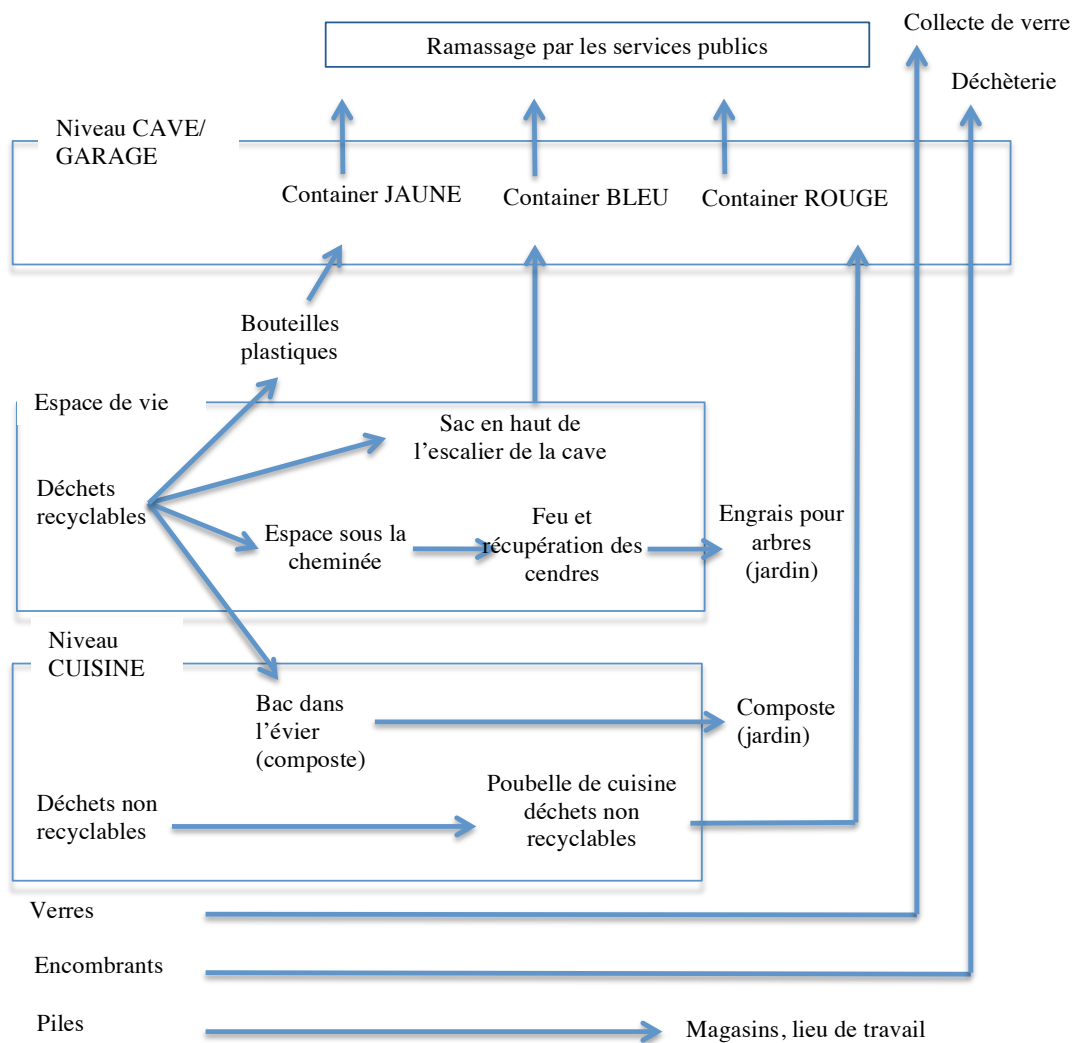 Collecte de verre
Ramassage par les services publics
Déchèterie
Niveau CAVE/
GARAGE
Container JAUNE
Container BLEU
Container ROUGE
Bouteilles
plastiques
Espace de vie
Sac en haut de
l'escalier de la cave
Déchets
recyclables
Espace sous la
cheminée
Feu et
récupération des
cendres
Engrais pour
arbres
(jardin)
Niveau
CUISINE
Bac dans
l'évier
(composte)
Composte
(jardin)
Déchets non
recyclables
Poubelle de cuisine
déchets non
recyclables
Verres
Encombrants
Piles
Magasins, lieu de travail